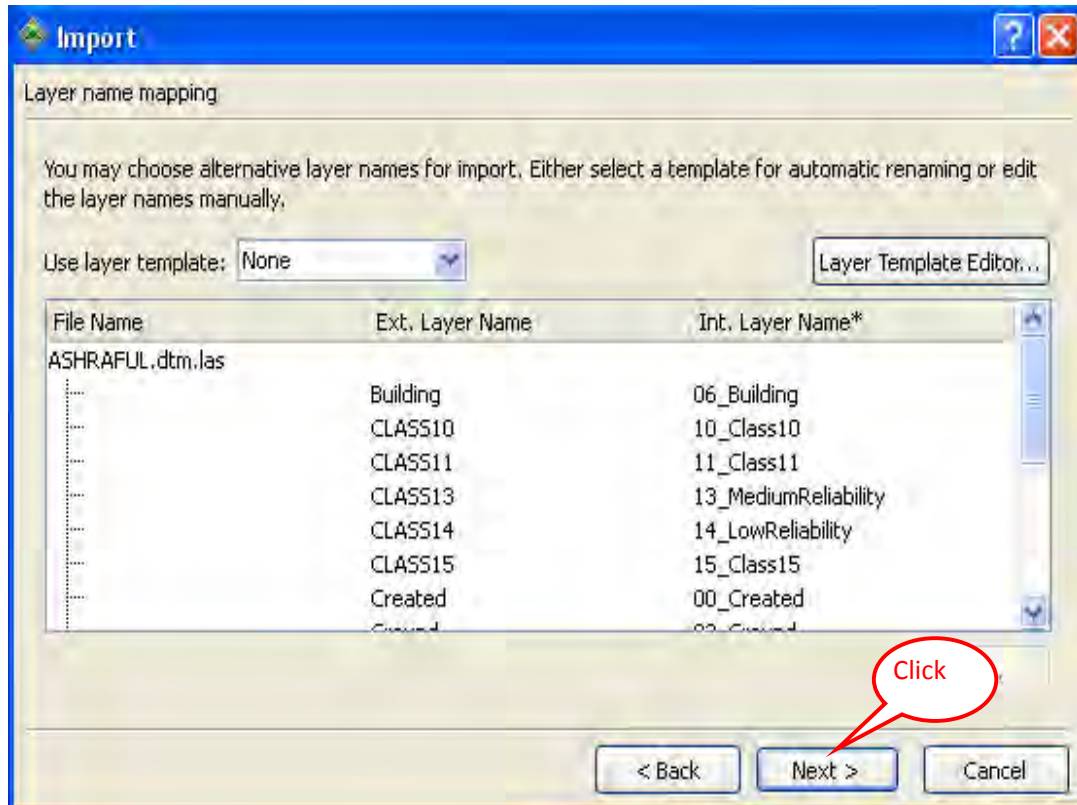 Import
Layer name mapping
You may choose alternative layer names for import. Either select a template for automatic renaming or edit
the layer names manually.
Use layer template: None Layer Template Editor...
File Name Ext. Layer Name Int. Layer Name*
ASHRAFUL.dtm.las
Building 06_Building
CLASS10 10_Class10
CLASS11 11_Class11
CLASS13 13_MediumReliability
CLASS14 14_LowReliability
CLASS15 15_Class15
Created 00_Created
Click
< Back Next > Cancel